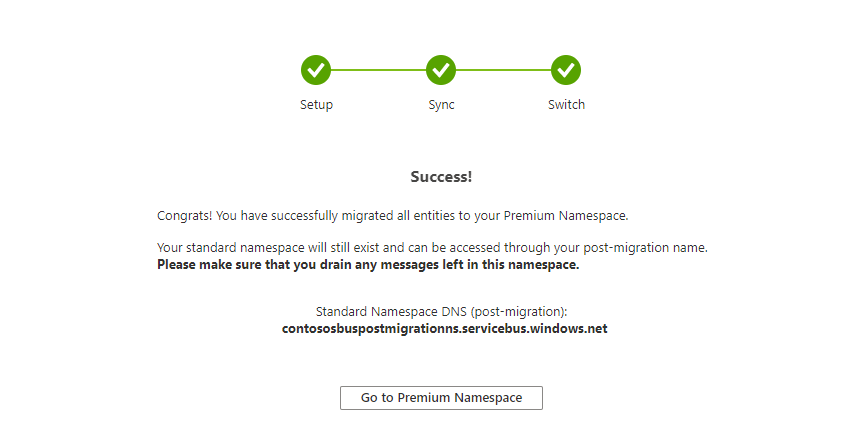 Setup
Sync
Switch
Success!
Congrats! You have successfully migrated all entities to your Premium Namespace.
Your standard namespace will still exist and can be accessed through your post-migration name.
Please make sure that you drain any messages left in this namespace.
Standard Namespace DNS (post-migration):
contososbuspostmigrationns.servicebus.windows.net
Go to Premium Namespace